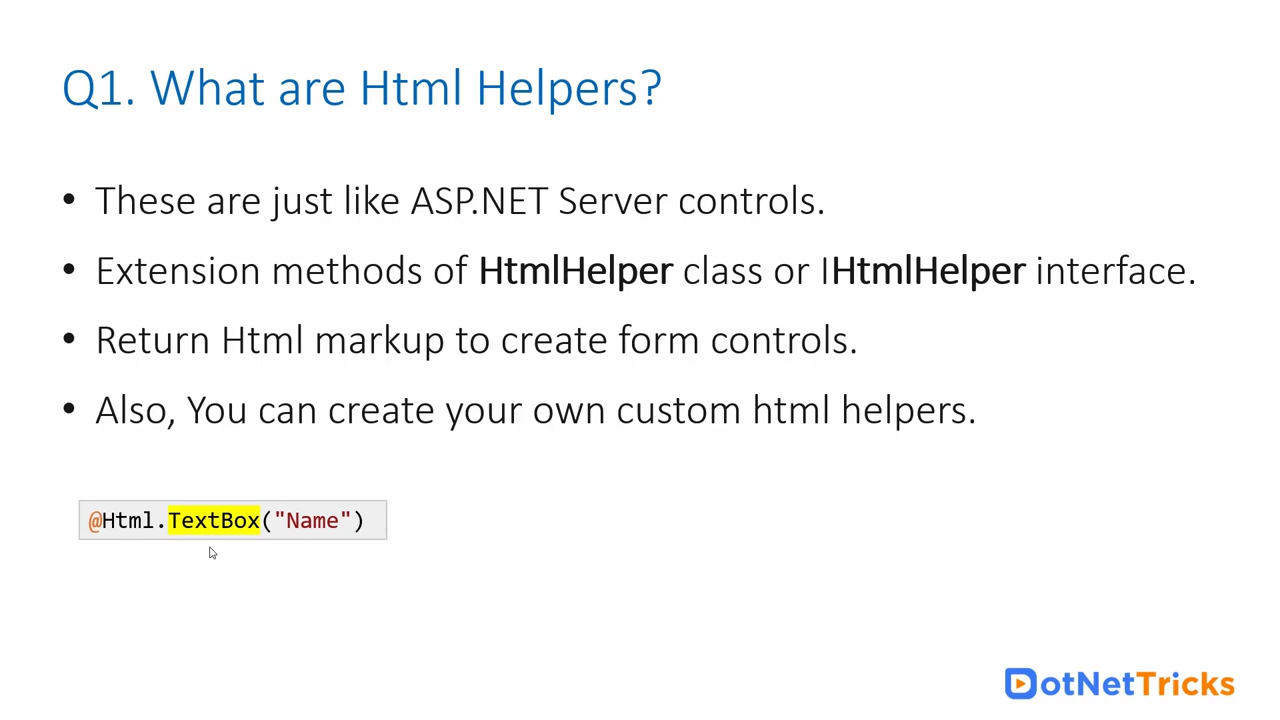 Q1. What are Html Helpers?
• These are just like ASP.NET Server controls.
• Extension methods of HtmlHelper class or IHtmlHelper interface.
• Return Html markup to create form controls.
• Also, You can create your own custom html helpers.
@Html.TextBox("Name")
DotNetTricks